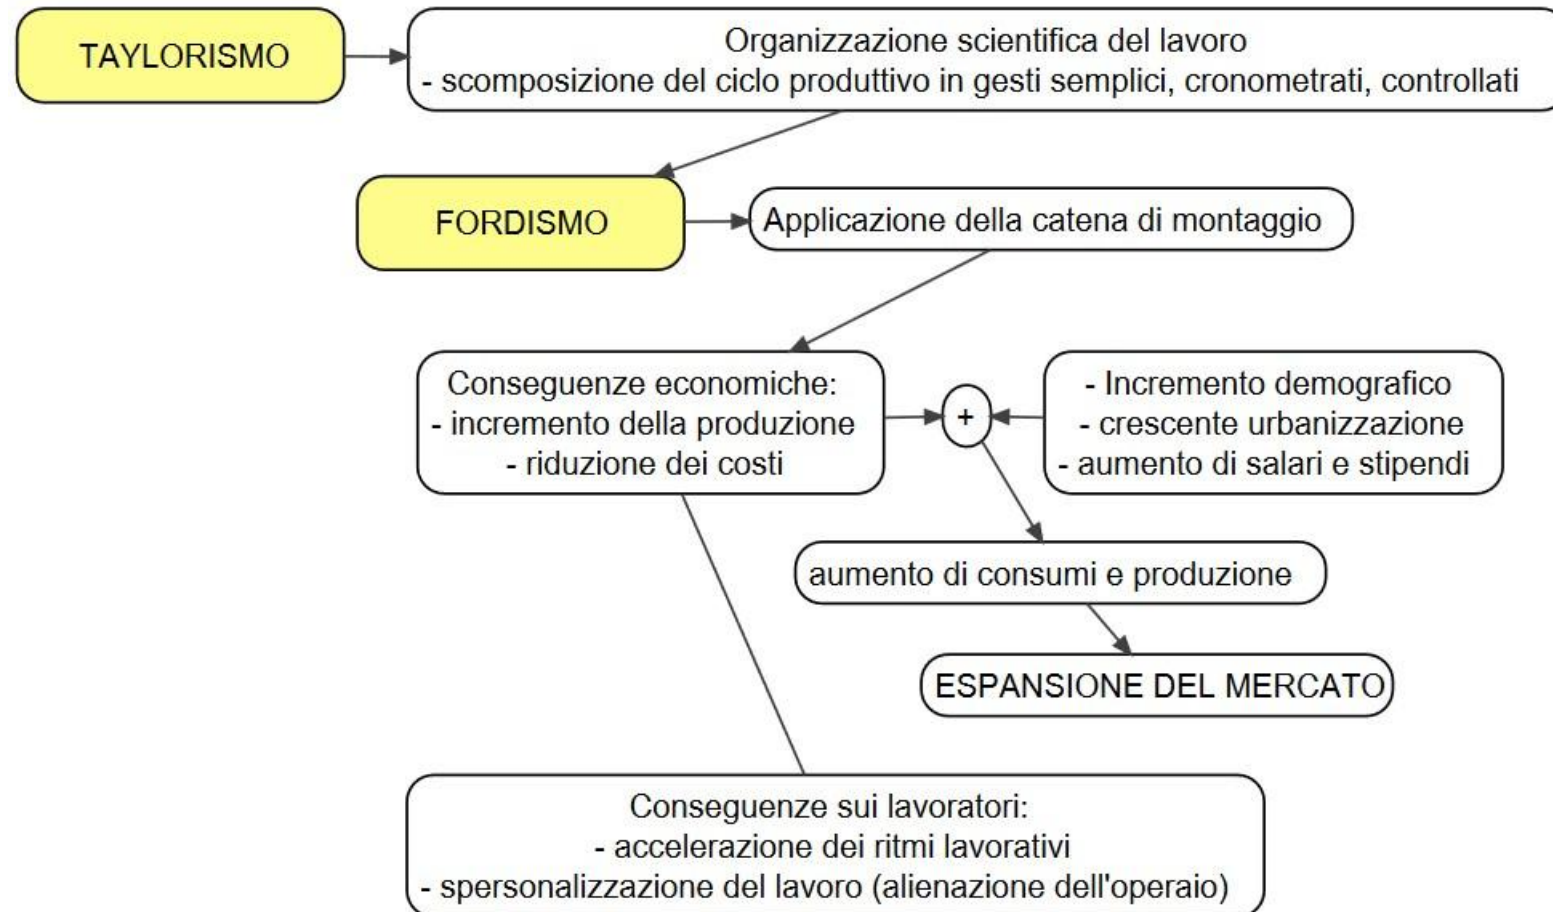 TAYLORISMO
Organizzazione scientifica del lavoro
- scomposizione del ciclo produttivo in gesti semplici, cronometrati, controllati
FORDISMO
Applicazione della catena di montaggio
Conseguenze economiche:
- incremento della produzione
- riduzione dei costi
+
- Incremento demografico
- crescente urbanizzazione
- aumento di salari e stipendi
aumento di consumi e produzione
ESPANSIONE DEL MERCATO
Conseguenze sui lavoratori:
- accelerazione dei ritmi lavorativi
- spersonalizzazione del lavoro (alienazione dell'operaio)